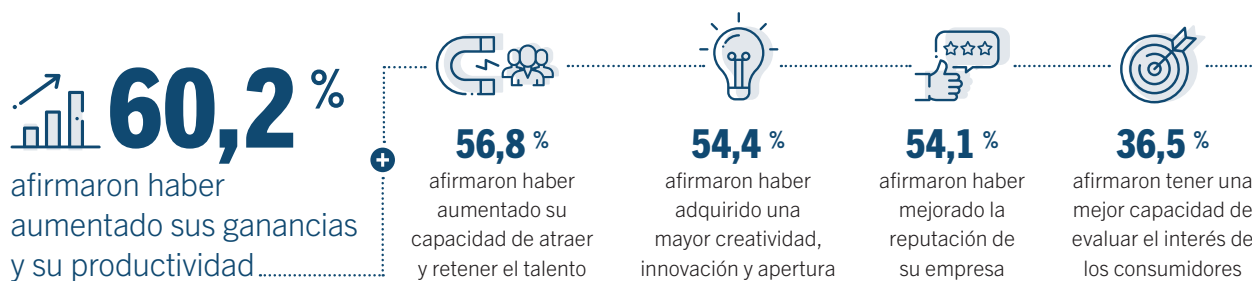 60,2 %
afirmaron haber
aumentado sus ganancias
y su productividad
56,8 %
afirmaron haber
aumentado su
capacidad de atraer
y retener el talento
54,4 %
afirmaron haber
adquirido una
mayor creatividad,
innovación y apertura
54,1 %
afirmaron haber
mejorado la
reputación de
su empresa
36,5 %
afirmaron tener una
mejor capacidad de
evaluar el interés de
los consumidores